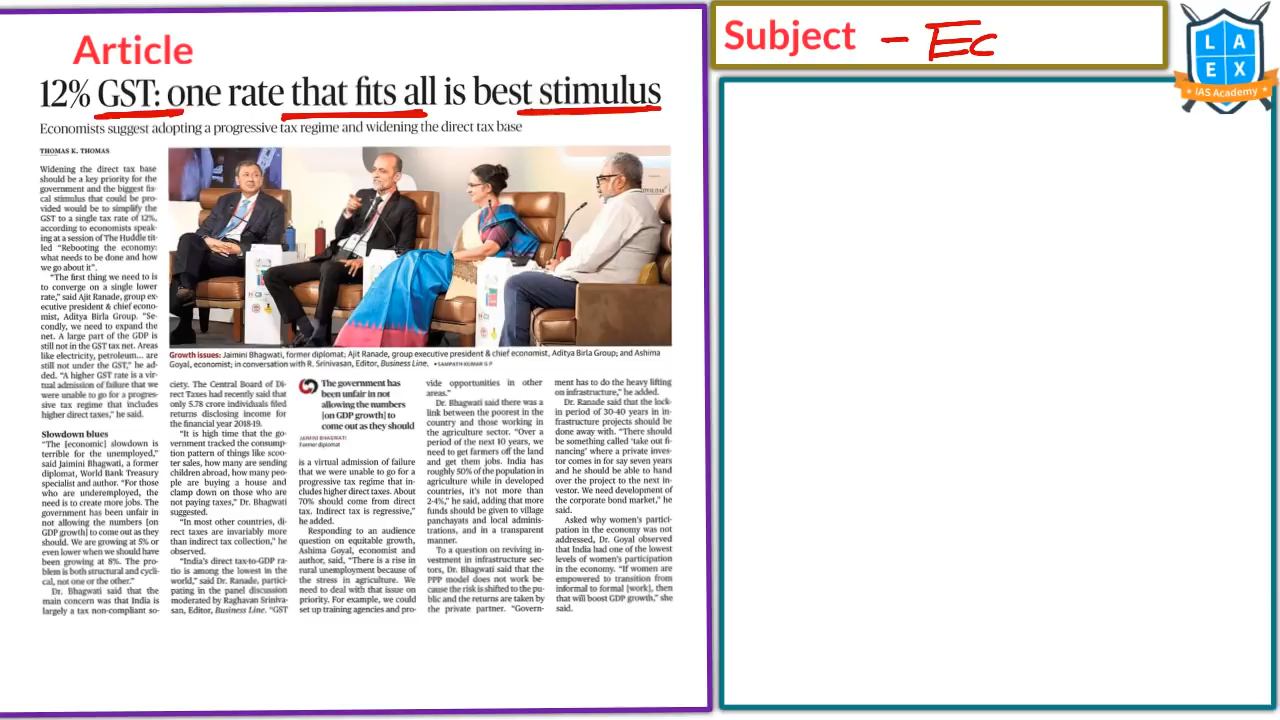 Article
12% GST: one rate that fits all is best stimulus
Economists suggest adopting a progressive tax regime and widening the direct tax base
THOMAS K. THOMAS
Widening the direct tax base
should be a key priority for the
government and the biggest fis-
cal stimulus that could be pro-
vided would be to simplify the
GST to a single tax rate of 12%,
according to economists speak-
ing at a session of The Huddle tit-
led “Rebooting the economy:
what needs to be done and how
we go about it”.
“The first thing we need to is
to converge on a single lower
rate,” said Ajit Ranade, group ex-
ecutive president & chief econo-
mist, Aditya Birla Group. “Se-
condly, we need to expand the
net. A large part of the GDP is
still not in the GST tax net. Areas
like electricity, petroleum... are
still not under the GST,” he ad-
ded. “A higher GST rate is a vir-
tual admission of failure that we
were unable to go for a progres-
sive tax regime that includes
higher direct taxes,” he said.
Slowdown blues
“The [economic] slowdown is
terrible for the unemployed,”
said Jaimini Bhagwati, a former
diplomat, World Bank Treasury
specialist and author. “For those
who are underemployed, the
need is to create more jobs. The
government has been unfair in
not allowing the numbers [on
GDP growth] to come out as they
should. We are growing at 5% or
even lower when we should have
been growing at 8%. The pro-
blem is both structural and cycli-
cal, not one or the other.”
Dr. Bhagwati said that the
main concern was that India is
largely a tax non-compliant so-
Growth issues: Jaimini Bhagwati, former diplomat; Ajit Ranade, group executive president & chief economist, Aditya Birla Group; and Ashima
Goyal, economist; in conversation with R. Srinivasan, Editor, Business Line. • SAMPATH KUMAR G P
ciety. The Central Board of Di-
rect Taxes had recently said that
only 5.78 crore individuals filed
returns disclosing income for
the financial year 2018-19.
“It is high time that the go-
vernment tracked the consump-
tion pattern of things like scoo-
ter sales, how many are sending
children abroad, how many peo-
ple are buying a house and
clamp down on those who are
not paying taxes,” Dr. Bhagwati
suggested.
“In most other countries, di-
rect taxes are invariably more
than indirect tax collection,” he
observed.
“India’s direct tax-to-GDP ra-
tio is among the lowest in the
world,” said Dr. Ranade, partici-
pating in the panel discussion
moderated by Raghavan Sriniva-
san, Editor, Business Line. “GST
The government has
been unfair in not
allowing the numbers
[on GDP growth] to
come out as they should
JAIMINI BHAGWATI
Former diplomat
is a virtual admission of failure
that we were unable to go for a
progressive tax regime that in-
cludes higher direct taxes. About
70% should come from direct
tax. Indirect tax is regressive,”
he added.
Responding to an audience
question on equitable growth,
Ashima Goyal, economist and
author, said, “There is a rise in
rural unemployment because of
the stress in agriculture. We
need to deal with that issue on
priority. For example, we could
set up training agencies and pro-
vide opportunities in other
areas.”
Dr. Bhagwati said there was a
link between the poorest in the
country and those working in
the agriculture sector. “Over a
period of the next 10 years, we
need to get farmers off the land
and get them jobs. India has
roughly 50% of the population in
agriculture while in developed
countries, it’s not more than
2-4%,” he said, adding that more
funds should be given to village
panchayats and local adminis-
trations, and in a transparent
manner.
To a question on reviving in-
vestment in infrastructure sec-
tors, Dr. Bhagwati said that the
PPP model does not work be-
cause the risk is shifted to the pu-
blic and the returns are taken by
the private partner. “Govern-
ment has to do the heavy lifting
on infrastructure,” he added.
Dr. Ranade said that the lock-
in period of 30-40 years in in-
frastructure projects should be
done away with. “There should
be something called ‘take out fi-
nancing’ where a private inves-
tor comes in for say seven years
and he should be able to hand
over the project to the next in-
vestor. We need development of
the corporate bond market,” he
said.
Asked why women’s partici-
pation in the economy was not
addressed, Dr. Goyal observed
that India had one of the lowest
levels of women’s participation
in the economy. “If women are
empowered to transition from
informal to formal [work], then
that will boost GDP growth,” she
said.
Subject - Ec
L A
E X
IAS Academy